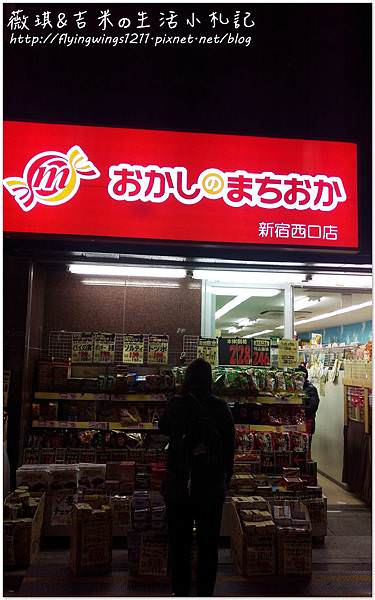 薇琪&吉米の生活小札記
http://flyingwings1211.pixnet.net/blog
m
おかしのまちおか
新宿西口店